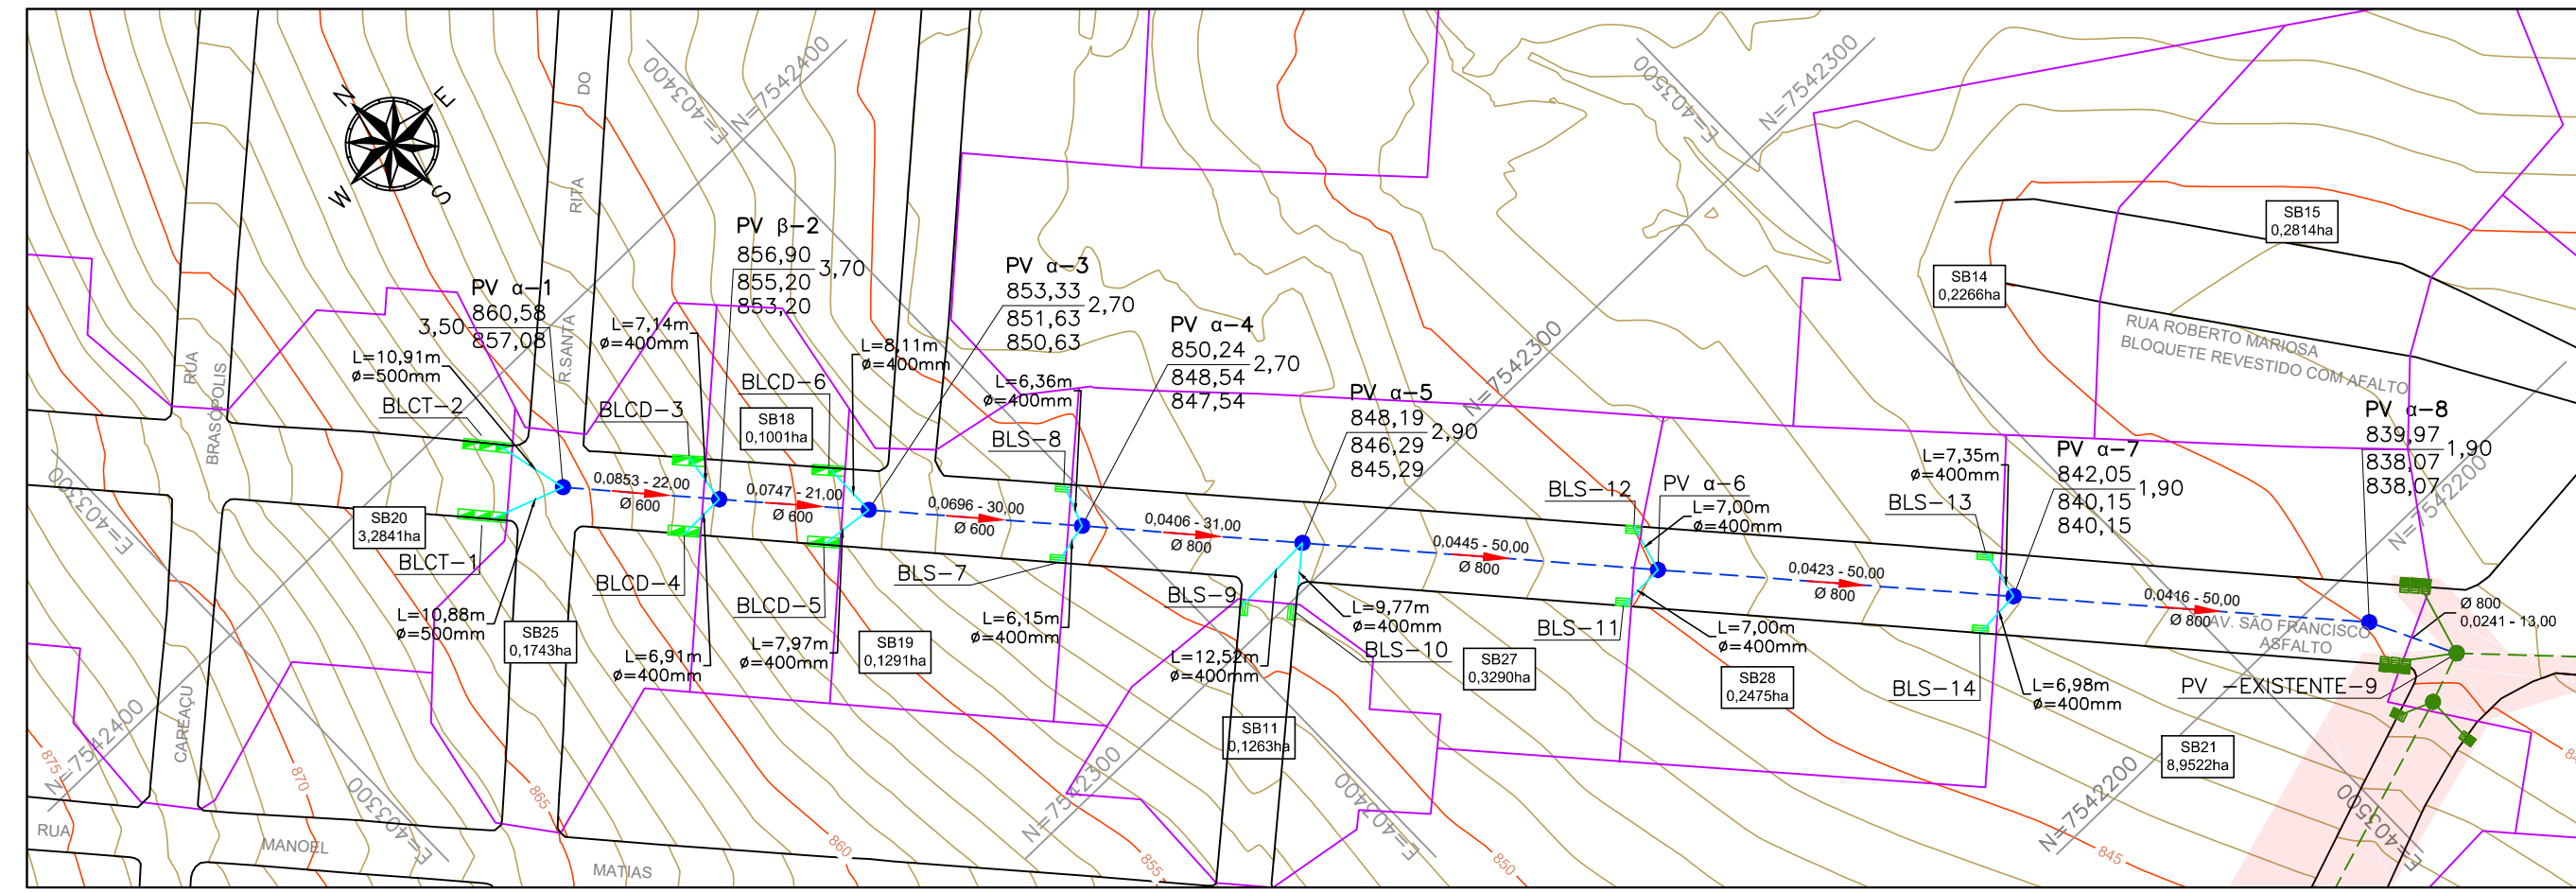 N
E
W
S
RUA
BRASÓPOLIS
R.SANTA
RITA
DO
E=403400
N=7542400
E=403500
N=7542300
SB15
0,2814ha
SB14
0,2266ha
RUA ROBERTO MARIOSA
BLOQUETE REVESTIDO COM AFALTO
PV α-1
860,58
3,50
857,08
PV β-2
856,90
3,70
855,20
853,20
PV α-3
853,33
2,70
851,63
850,63
PV α-4
850,24
2,70
848,54
847,54
PV α-5
848,19
2,90
846,29
845,29
PV α-6
PV α-7
842,05
1,90
840,15
840,15
PV α-8
839,97
1,90
838,07
838,07
N=7542300
N=7542200
L=10,91m
ø=500mm
BLCT-2
L=7,14m
ø=400mm
BLCD-3
BLCD-6
SB18
0,1001ha
L=8,11m
ø=400mm
L=6,36m
ø=400mm
BLS-8
BLS-12
L=7,00m
ø=400mm
BLS-13
L=7,35m
ø=400mm
0,0853 - 22,00
Ø 600
0,0747 - 21,00
Ø 600
0,0696 - 30,00
Ø 600
0,0406 - 31,00
Ø 800
0,0445 - 50,00
Ø 800
0,0423 - 50,00
Ø 800
0,0416 - 50,00
Ø 800
Ø 800
0,0241 - 13,00
AV. SÃO FRANCISCO
ASFALTO
E=403300
SB20
3,2841ha
BLCT-1
L=10,88m
ø=500mm
SB25
0,1743ha
BLCD-4
L=6,91m
ø=400mm
BLCD-5
L=7,97m
ø=400mm
SB19
0,1291ha
BLS-7
L=6,15m
ø=400mm
BLS-9
L=12,52m
ø=400mm
L=9,77m
ø=400mm
BLS-10
SB11
0,1263ha
SB27
0,3290ha
BLS-11
L=7,00m
ø=400mm
SB28
0,2475ha
BLS-14
L=6,98m
ø=400mm
PV -EXISTENTE-9
SB21
8,9522ha
CAREAÇU
N=7542400
E=403300
N=7542300
E=403400
N=7542200
E=403500
875
870
865
860
855
850
845
RUA
MANOEL
MATIAS